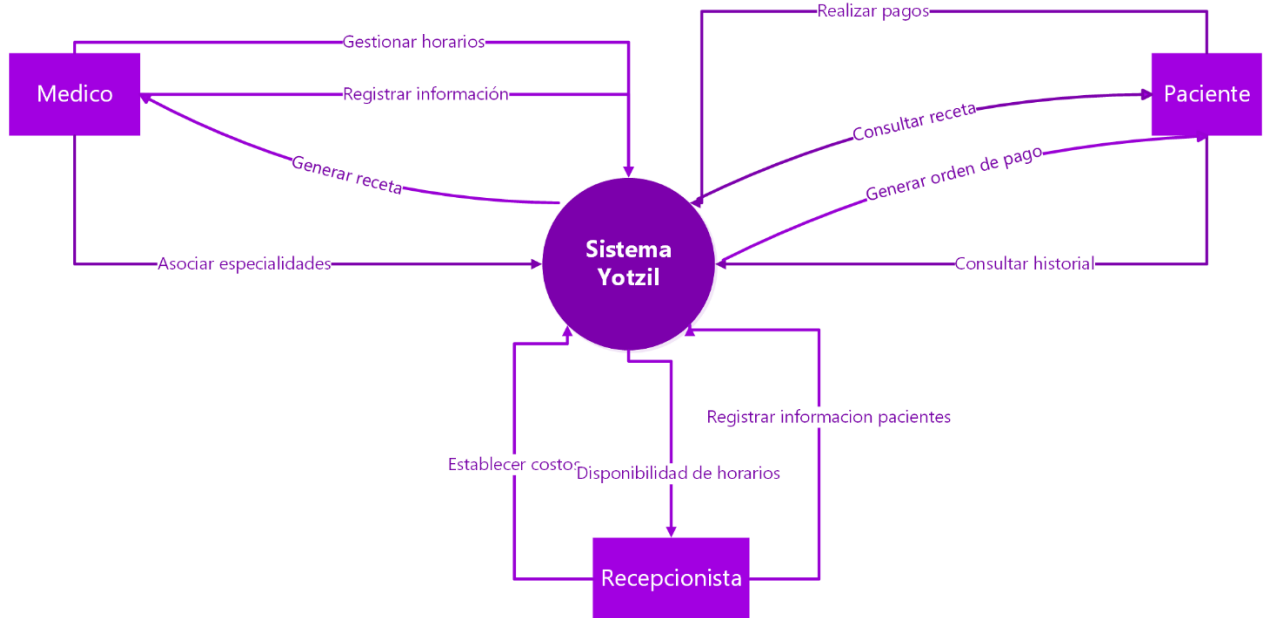 Realizar pagos
Gestionar horarios
Medico
Registrar información
Paciente
Consultar receta
Generar receta
Generar orden de pago
Sistema
Yotzil
Asociar especialidades
Consultar historial
Registrar informacion pacientes
Establecer costos
Disponibilidad de horarios
Recepcionista